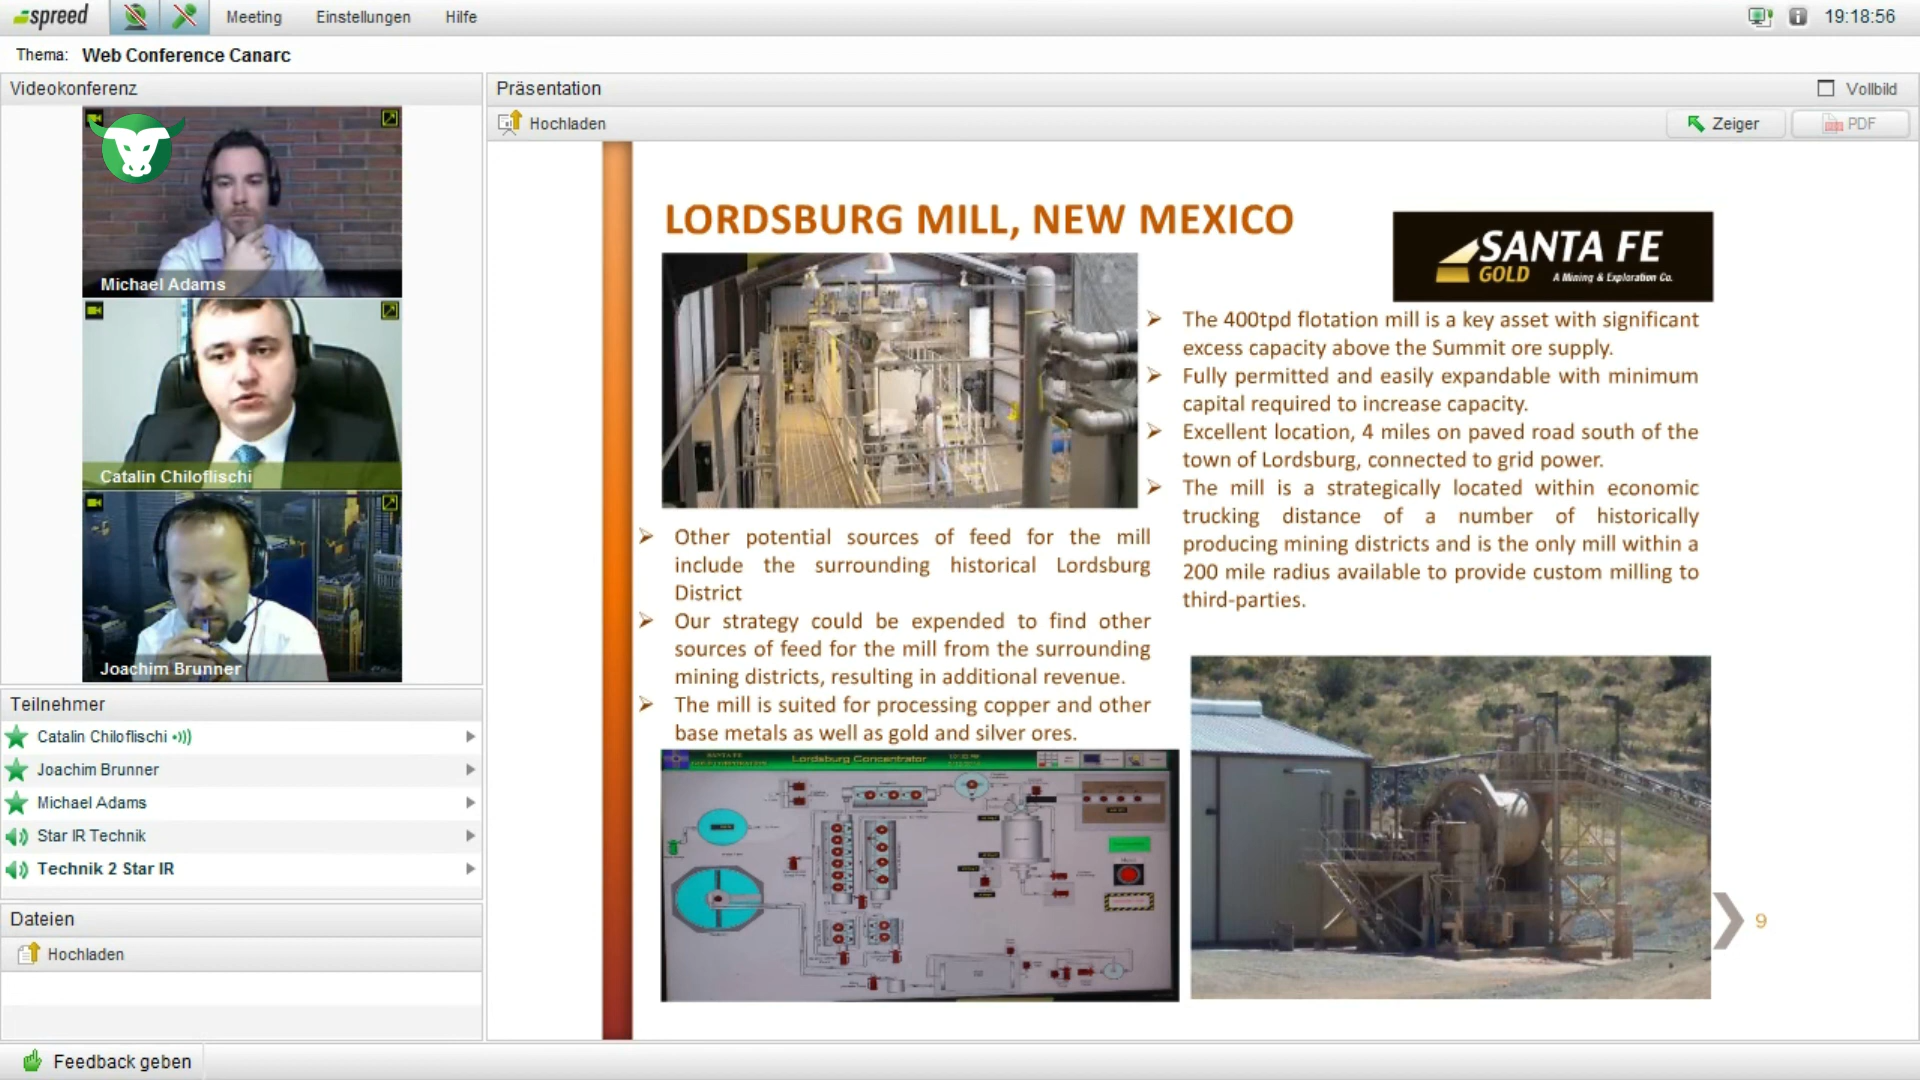 spreed
Meeting
Einstellungen
Hilfe
19:18:56
Thema: Web Conference Canarc
Videokonferenz
Michael Adams
Catalin Chiloflischi
Joachim Brunner
Teilnehmer
Catalin Chiloflischi
Joachim Brunner
Michael Adams
Star IR Technik
Technik 2 Star IR
Dateien
Hochladen
Feedback geben
Präsentation
Vollbild
Hochladen
Zeiger
PDF
LORDSBURG MILL, NEW MEXICO
SANTA FE
GOLD A Mining & Exploration Co.
The 400tpd flotation mill is a key asset with significant
excess capacity above the Summit ore supply.
Fully permitted and easily expandable with minimum
capital required to increase capacity.
Excellent location, 4 miles on paved road south of the
town of Lordsburg, connected to grid power.
The mill is a strategically located within economic
trucking distance of a number of historically
producing mining districts and is the only mill within a
200 mile radius available to provide custom milling to
third-parties.
Other potential sources of feed for the mill
include the surrounding historical Lordsburg
District
Our strategy could be expended to find other
sources of feed for the mill from the surrounding
mining districts, resulting in additional revenue.
The mill is suited for processing copper and other
base metals as well as gold and silver ores.
SANTA FE
GOLD CORPORATION
Lordsburg Concentrator
9